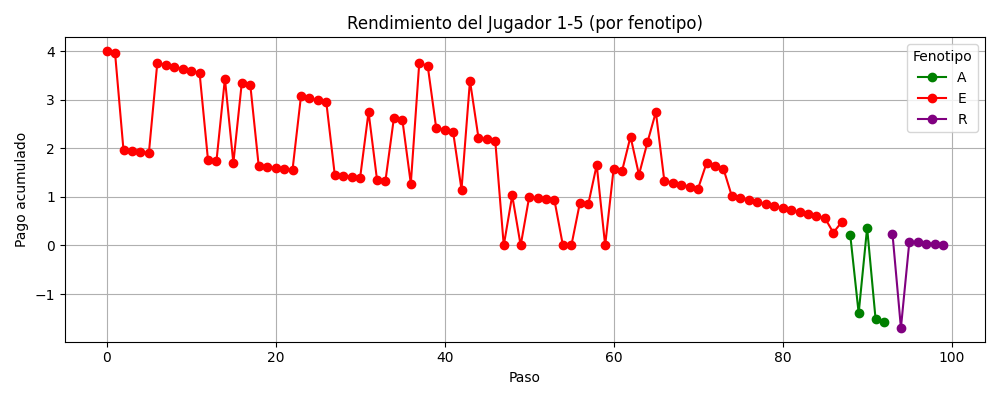 Rendimiento del Jugador 1-5 (por fenotipo)
Pago acumulado
4
3
2
1
0
−1
Fenotipo
A
E
R
0 20 40 60 80 100
Paso